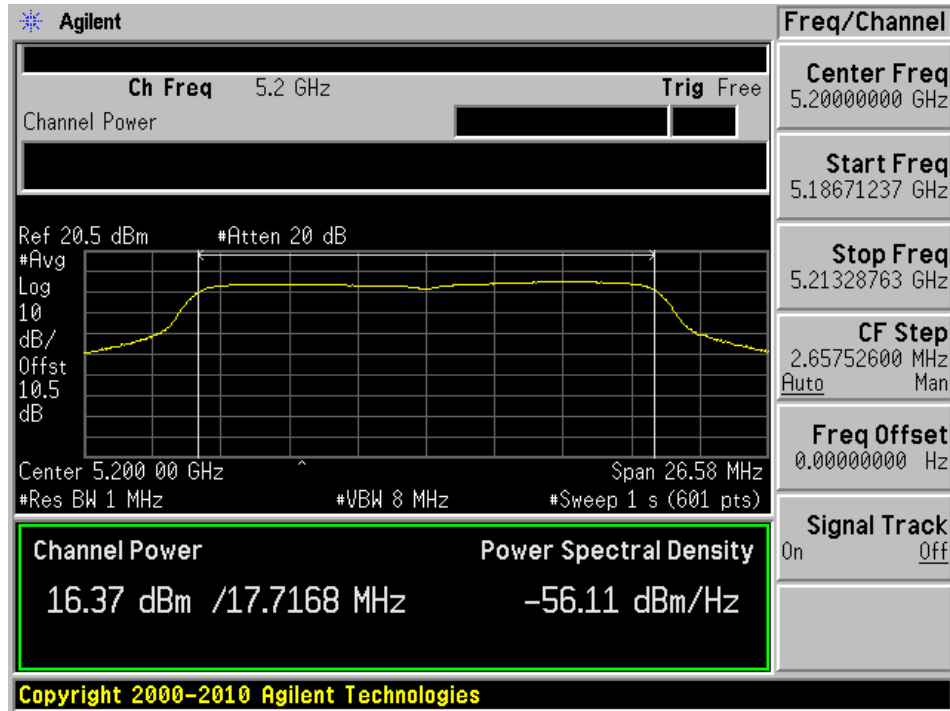 Agilent
Freq/Channel
Ch Freq 5.2 GHz Trig Free
Channel Power
Ref 20.5 dBm #Atten 20 dB
#Avg
Log
10
dB/
Offst
10.5
dB
Center 5.200 00 GHz ^ Span 26.58 MHz
#Res BW 1 MHz #VBW 8 MHz #Sweep 1 s (601 pts)
Channel Power Power Spectral Density
16.37 dBm /17.7168 MHz -56.11 dBm/Hz
Copyright 2000-2010 Agilent Technologies
Center Freq
5.20000000 GHz
Start Freq
5.18671237 GHz
Stop Freq
5.21328763 GHz
CF Step
2.65752600 MHz
Auto Man
Freq Offset
0.00000000 Hz
Signal Track
On Off